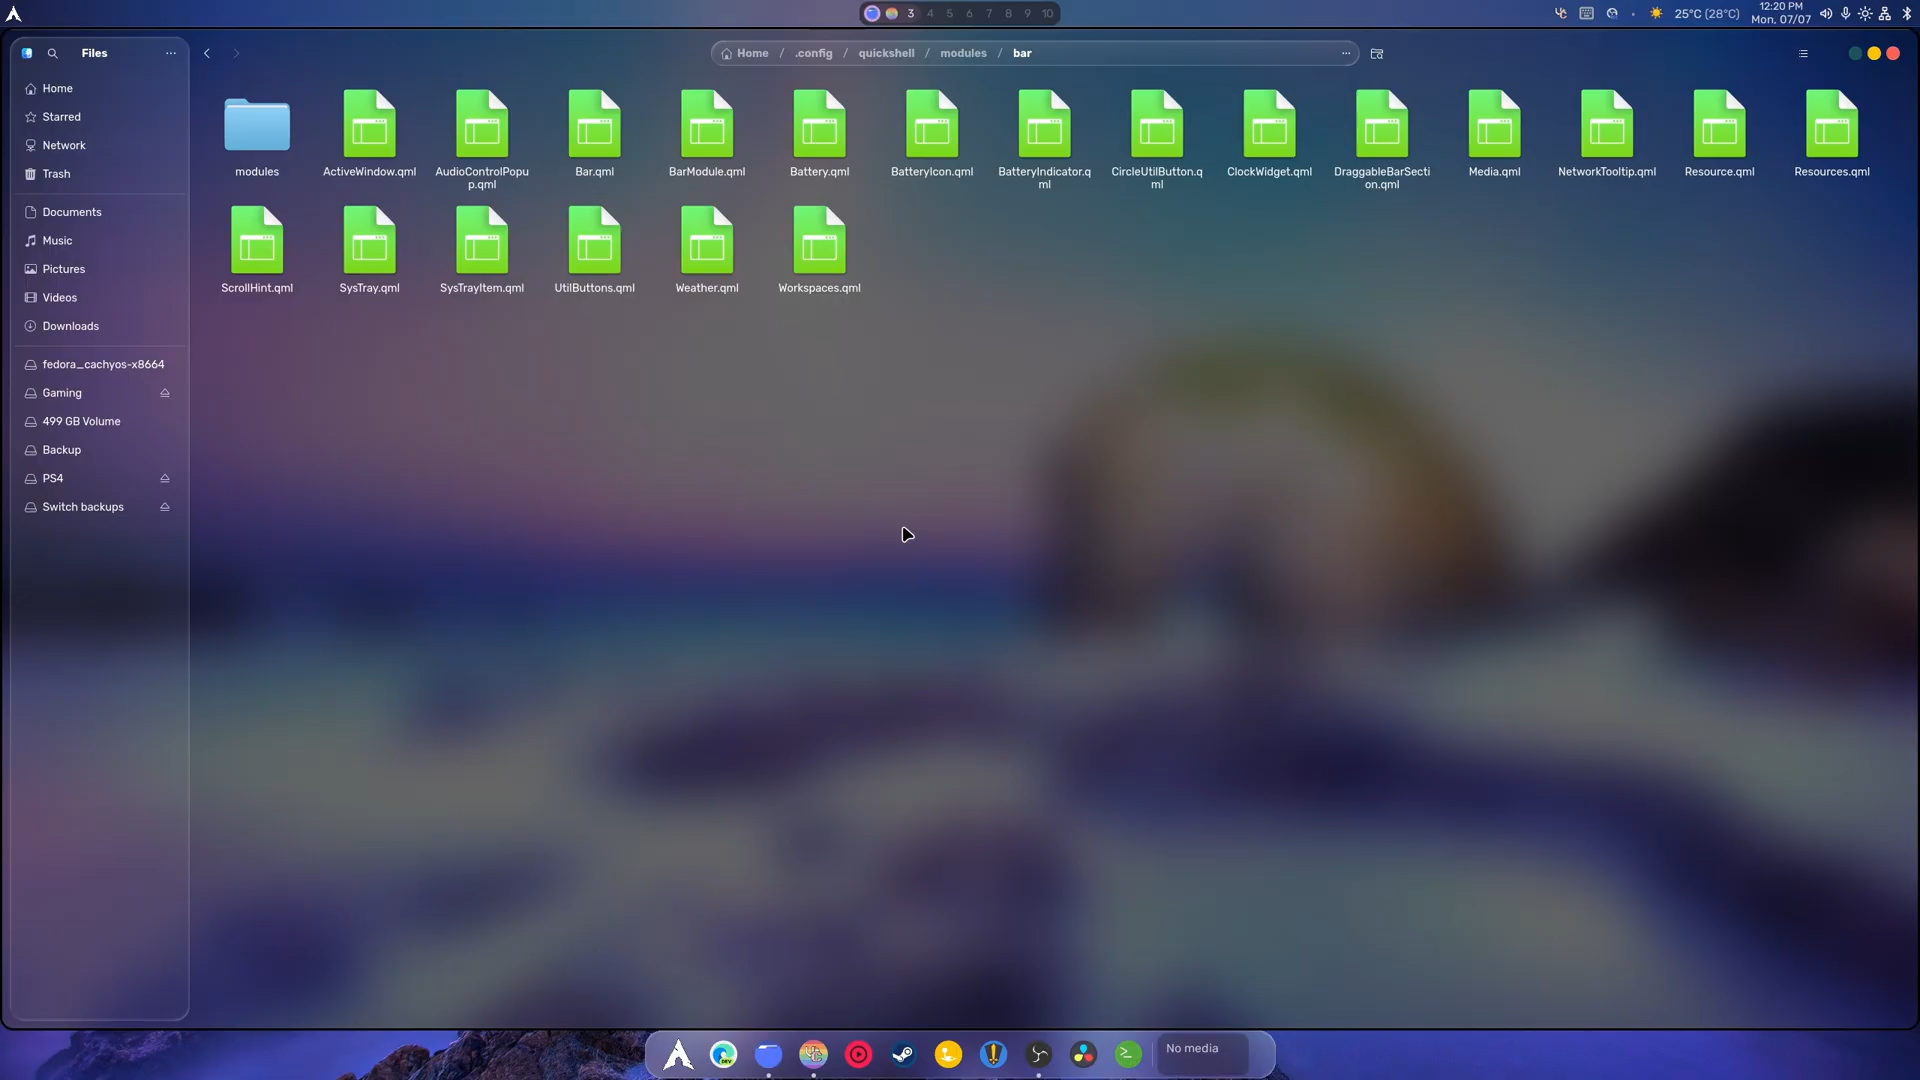 3 4 5 6 7 8 9 10
25°C (28°C)
12:20 PM
Mon, 07/07
Files
Home / .config / quickshell / modules / bar
Home
Starred
Network
Trash
Documents
Music
Pictures
Videos
Downloads
fedora_cachyos-x8664
Gaming
499 GB Volume
Backup
PS4
Switch backups
modules
ActiveWindow.qml
AudioControlPopu
p.qml
Bar.qml
BarModule.qml
Battery.qml
BatteryIcon.qml
BatteryIndicator.q
ml
CircleUtilButton.q
ml
ClockWidget.qml
DraggableBarSecti
on.qml
Media.qml
NetworkTooltip.qml
Resource.qml
Resources.qml
ScrollHint.qml
SysTray.qml
SysTrayItem.qml
UtilButtons.qml
Weather.qml
Workspaces.qml
DEV
No media